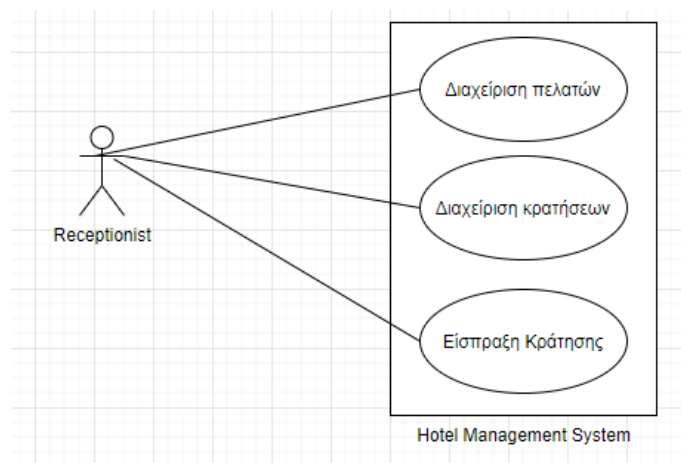 Διαχείριση πελατών
Διαχείριση κρατήσεων
Receptionist
Είσπραξη Κράτησης
Hotel Management System